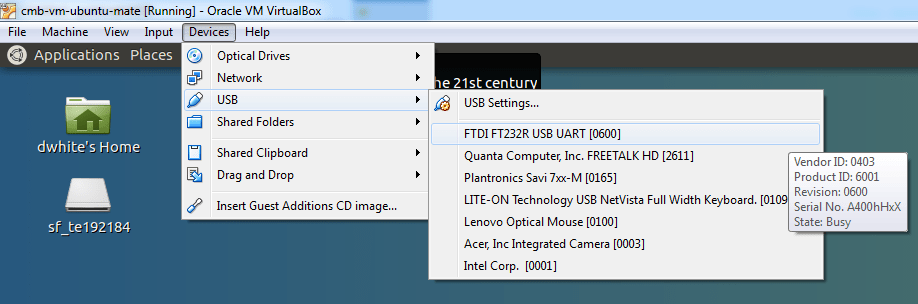 cmb-vm-ubuntu-mate [Running] - Oracle VM VirtualBox
File Machine View Input Devices Help
Applications Places
Optical Drives
Network
USB
Shared Folders
Shared Clipboard
Drag and Drop
Insert Guest Additions CD image...
he 21st century
USB Settings...
FTDI FT232R USB UART [0600]
Quanta Computer, Inc. FREETALK HD [2611]
Plantronics Savi 7xx-M [0165]
LITE-ON Technology USB NetVista Full Width Keyboard. [0109
Lenovo Optical Mouse [0100]
Acer, Inc Integrated Camera [0003]
Intel Corp. [0001]
Vendor ID: 0403
Product ID: 6001
Revision: 0600
Serial No. A400hHxX
State: Busy
dwhite's Home
sf_te192184